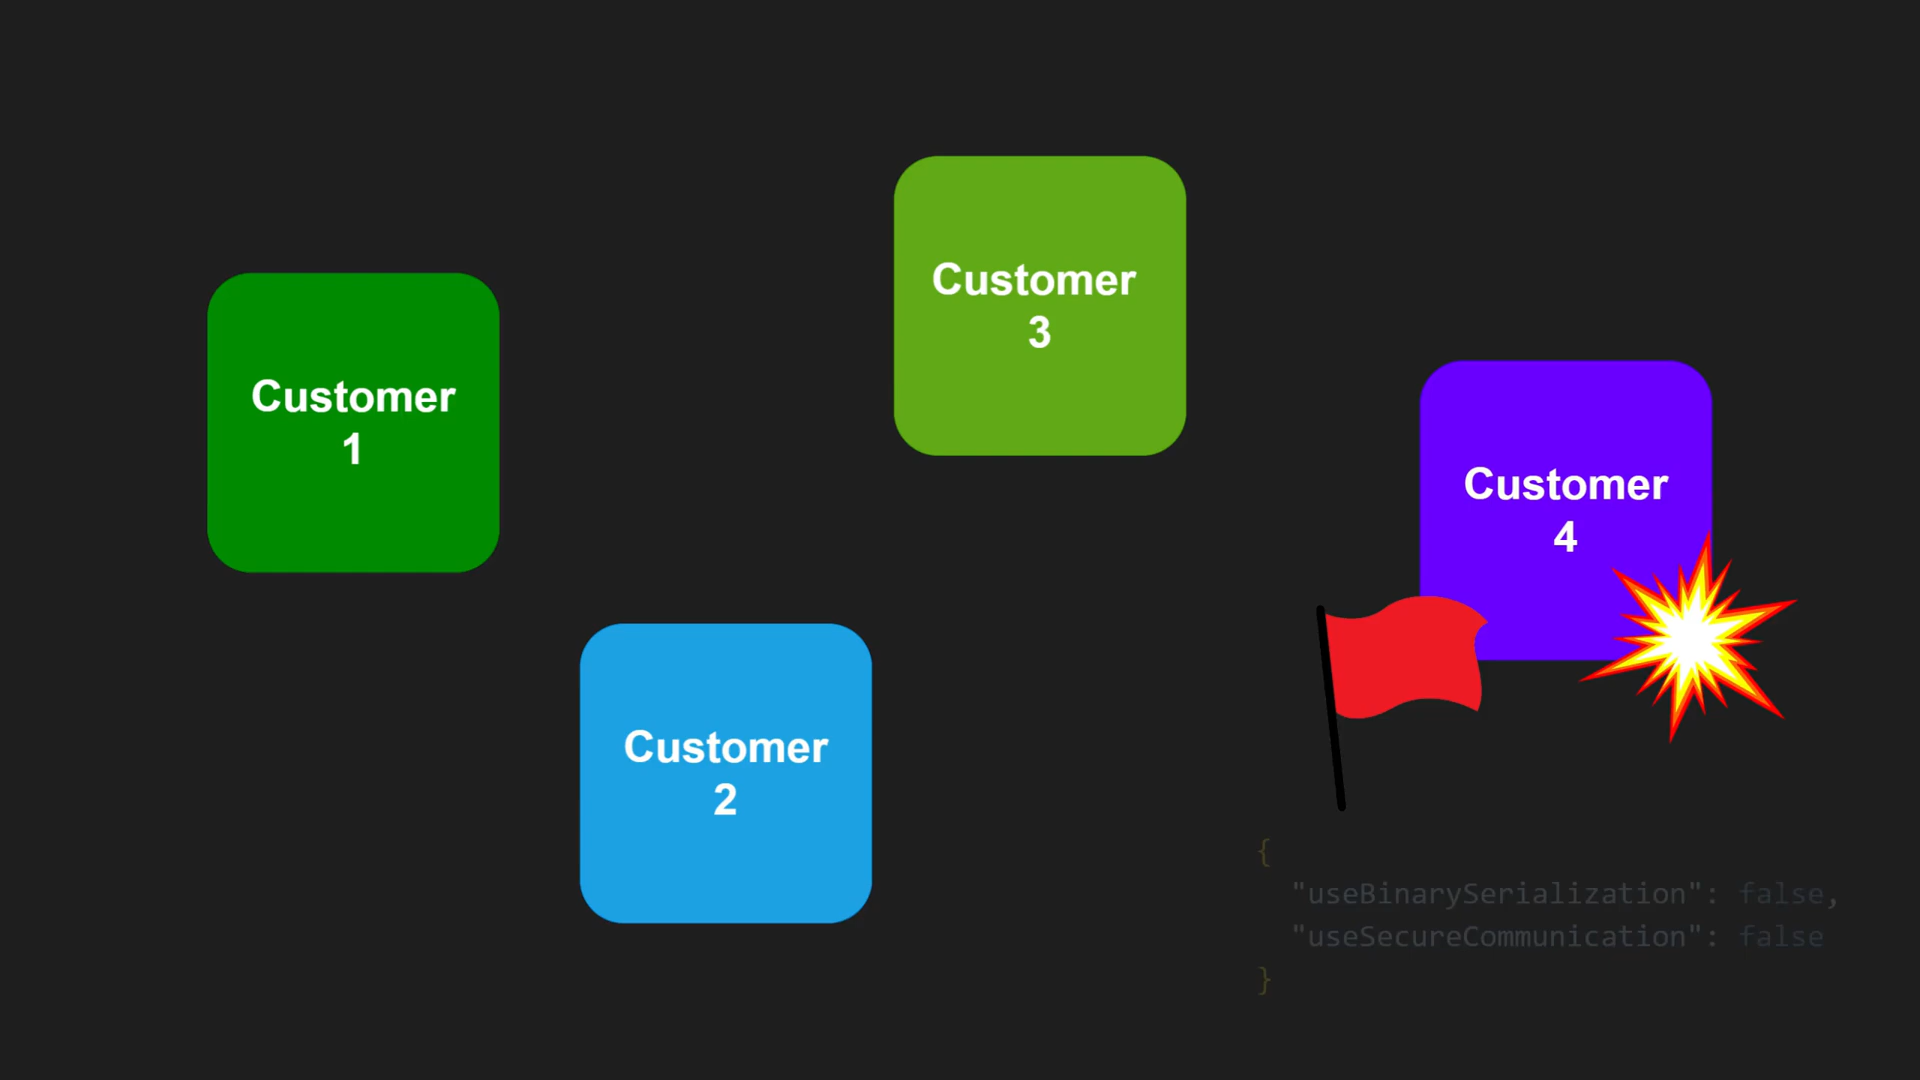 Customer
1
Customer
2
Customer
3
Customer
4
{
"useBinarySerialization": false,
"useSecureCommunication": false
}